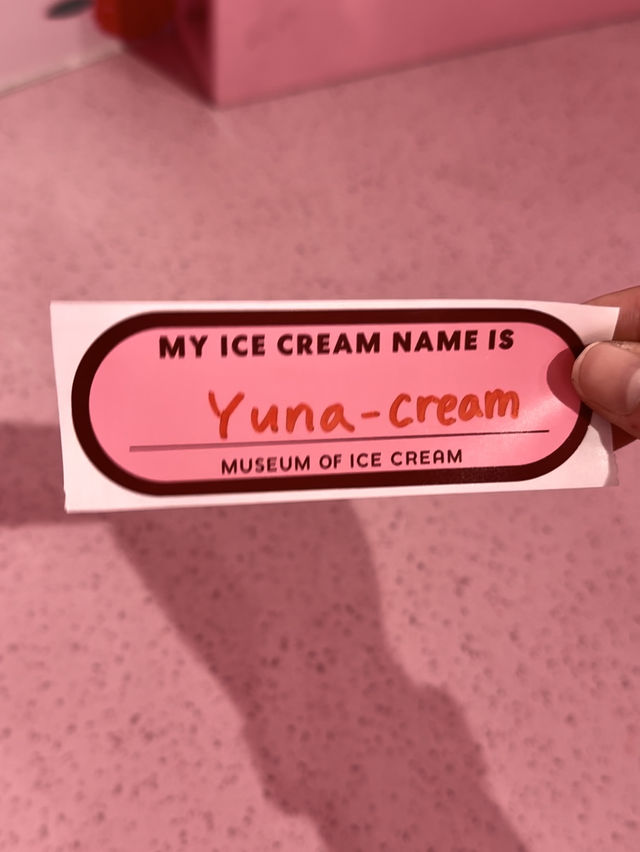 MY ICE CREAM NAME IS
Yuna-cream
MUSEUM OF ICE CREAM